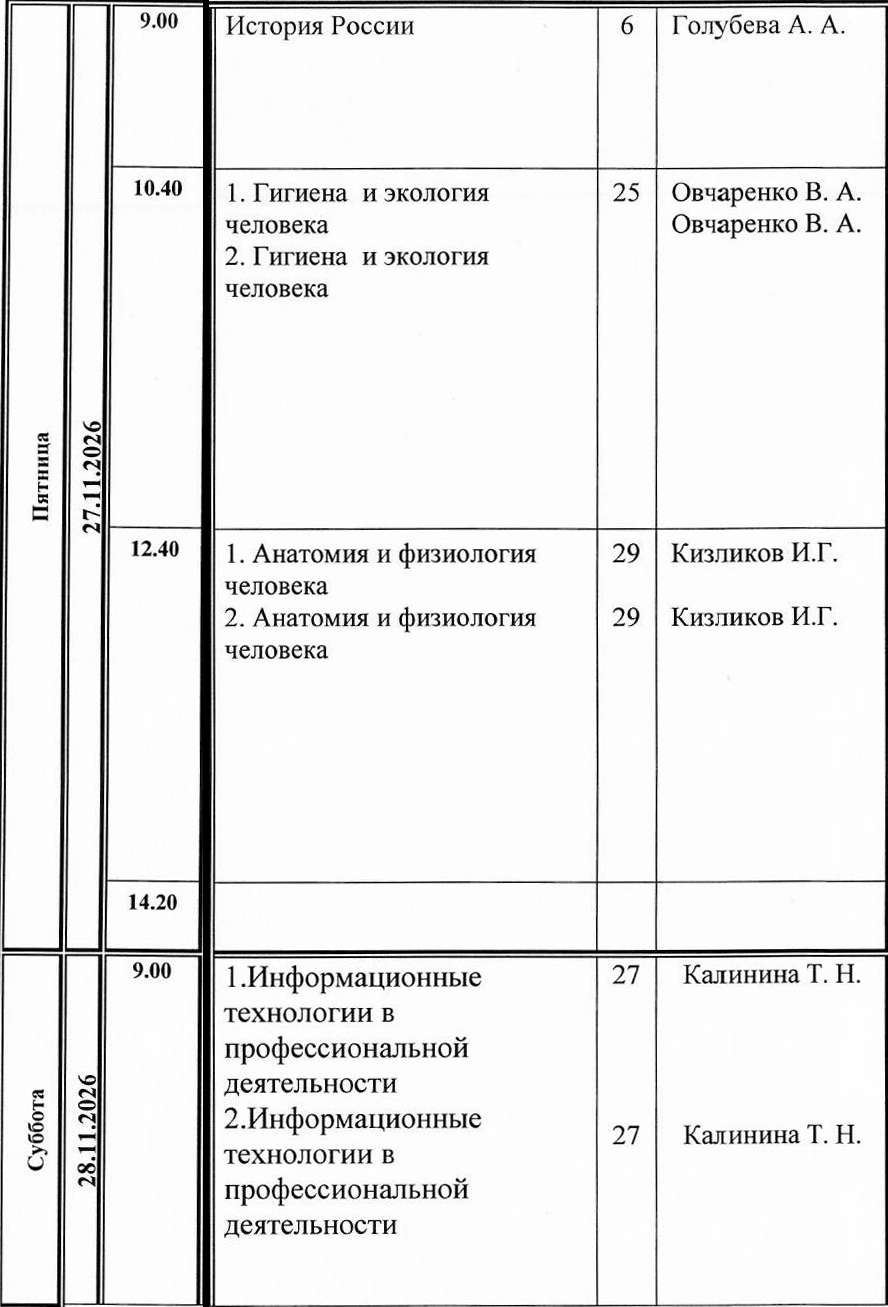 Пятница
27.11.2026
9.00
История России
6
Голубева А. А.
10.40
1. Гигиена и экология
человека
2. Гигиена и экология
человека
25
Овчаренко В. А.
Овчаренко В. А.
12.40
1. Анатомия и физиология
человека
2. Анатомия и физиология
человека
29
29
Кизликов И.Г.
Кизликов И.Г.
14.20
Суббота
28.11.2026
9.00
1.Информационные
технологии в
профессиональной
деятельности
2.Информационные
технологии в
профессиональной
деятельности
27
27
Калинина Т. Н.
Калинина Т. Н.